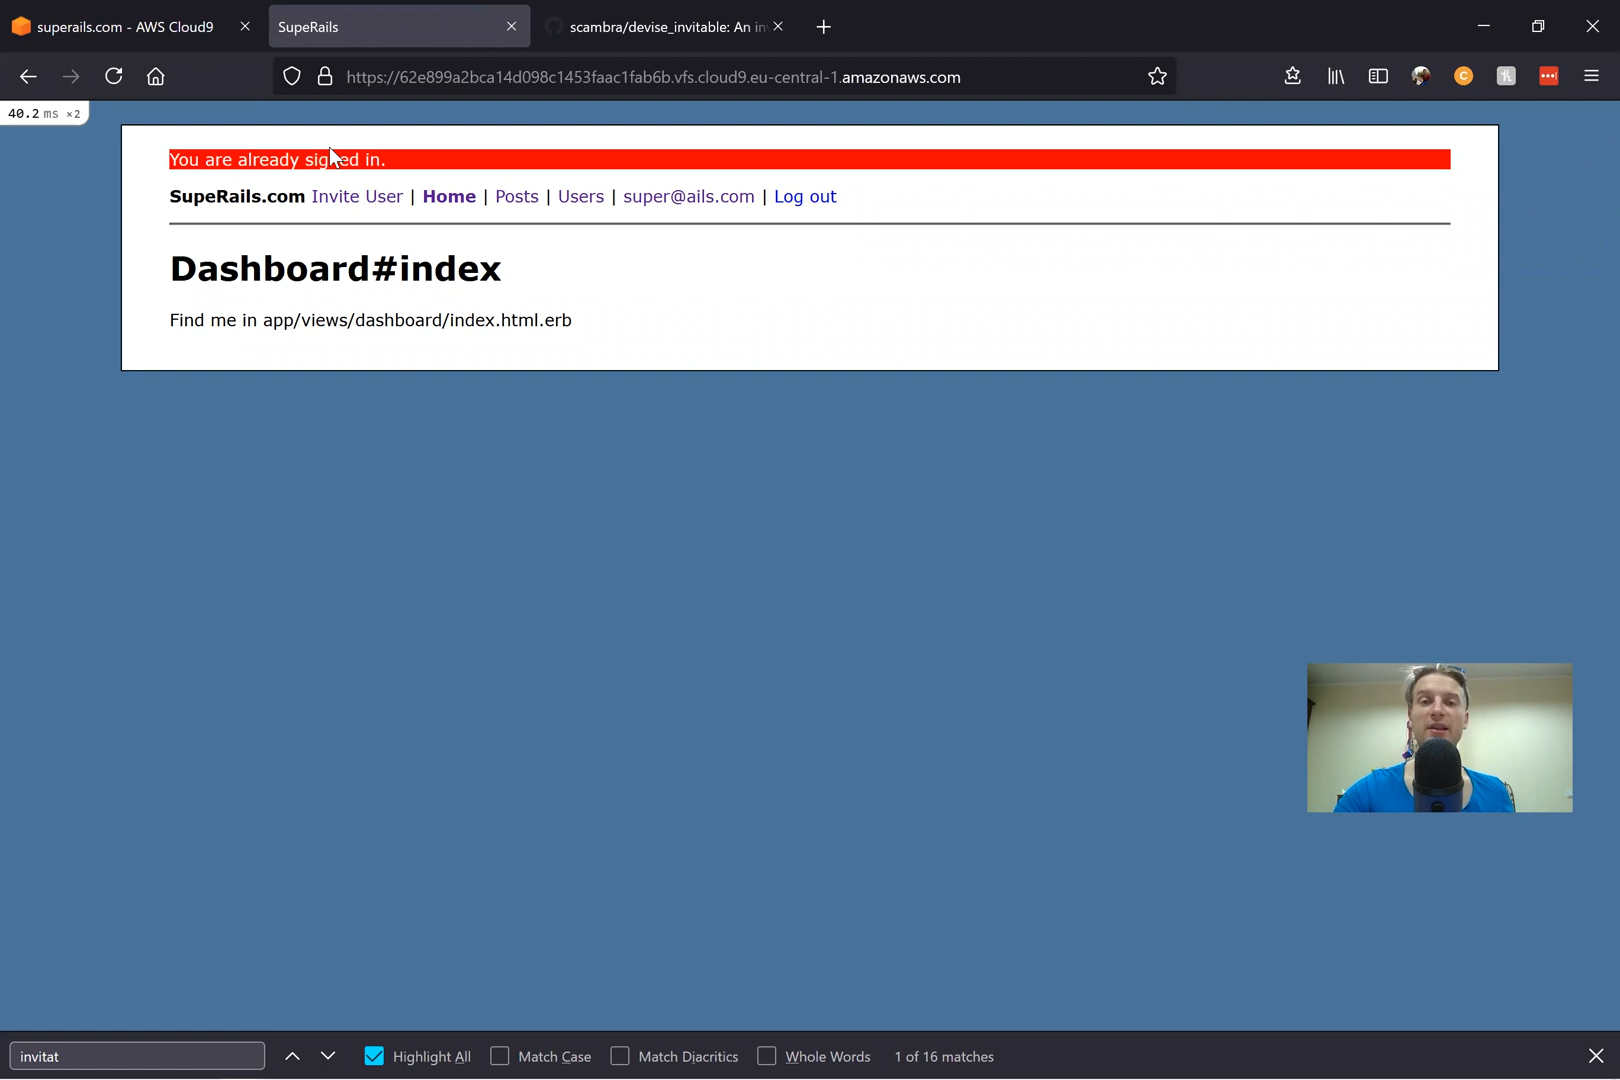 superails.com - AWS Cloud9
SupeRails
scambra/devise_invitable: An in
https://62e899a2bca14d098c1453faac1fab6b.vfs.cloud9.eu-central-1.amazonaws.com
40.2 ms ×2
You are already signed in.
SupeRails.com Invite User | Home | Posts | Users | super@ails.com | Log out
Dashboard#index
Find me in app/views/dashboard/index.html.erb
invitat
Highlight All
Match Case
Match Diacritics
Whole Words
1 of 16 matches